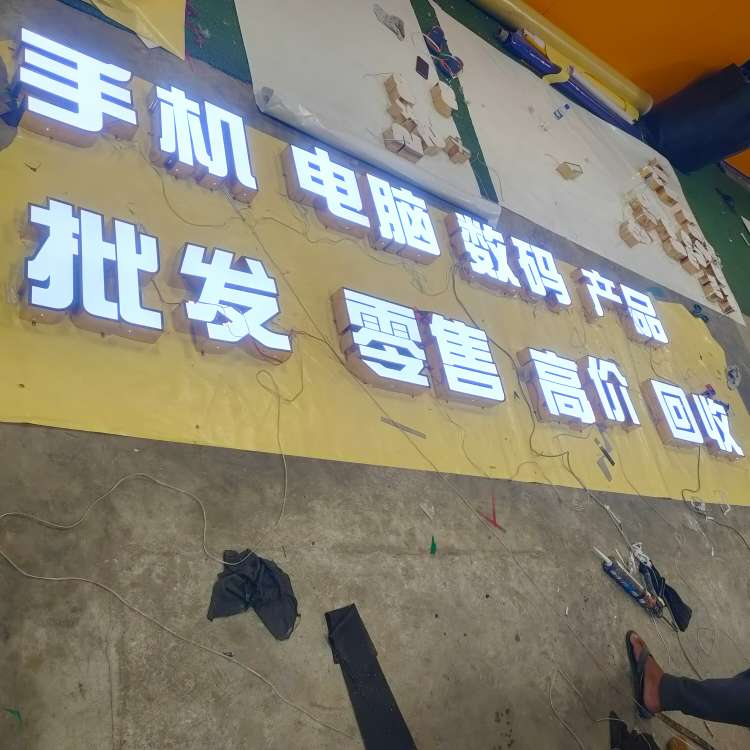 手机 电脑 数码 产品
批发 零售 高价 回收